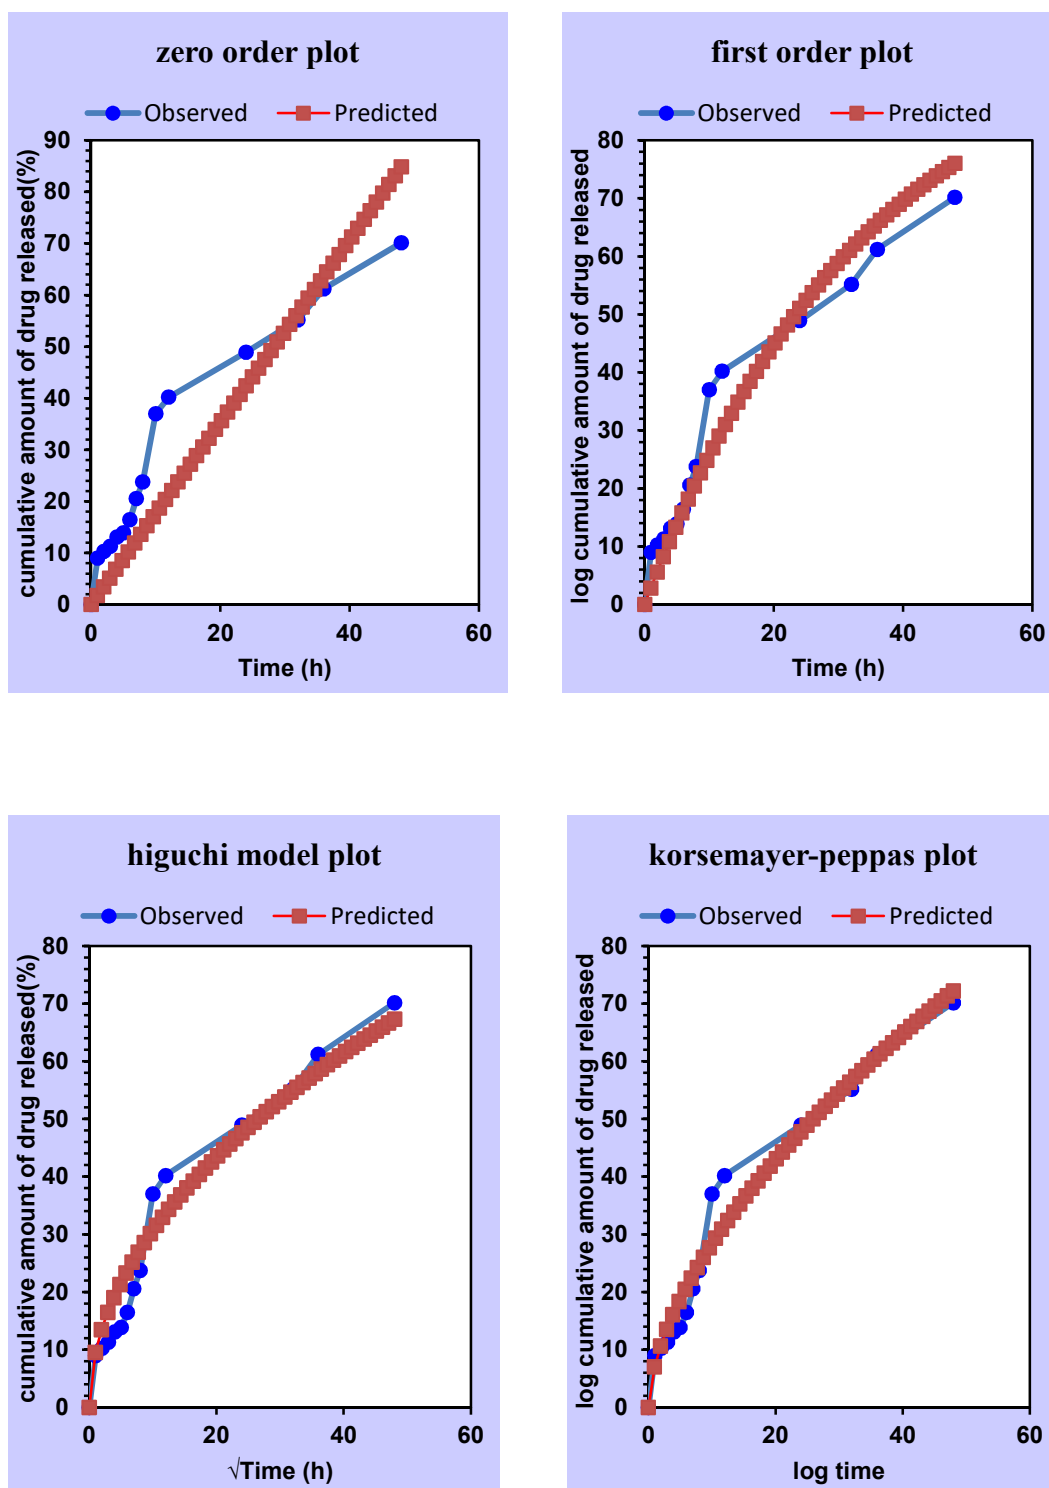 zero order plot
Observed Predicted
cumulative amount of drug released(%)
90
80
70
60
50
40
30
20
10
0
0 20 40 60
Time (h)
first order plot
Observed Predicted
log cumulative amount of drug released
80
70
60
50
40
30
20
10
0
0 20 40 60
Time (h)
higuchi model plot
Observed Predicted
cumulative amount of drug released(%)
80
70
60
50
40
30
20
10
0
0 20 40 60
√Time (h)
korsemayer-peppas plot
Observed Predicted
log cumulative amount of drug released
80
70
60
50
40
30
20
10
0
0 20 40 60
log time